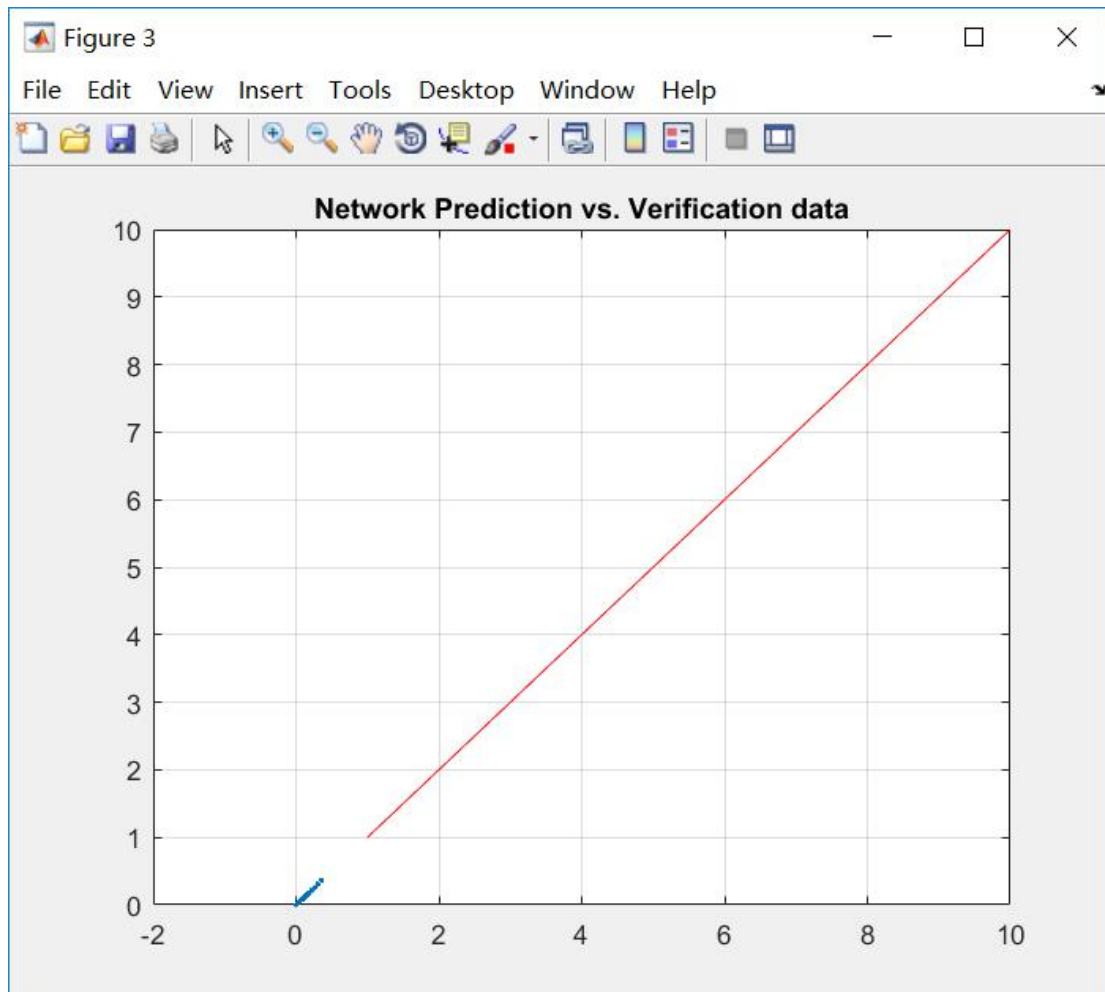 Figure 3
File Edit View Insert Tools Desktop Window Help
Network Prediction vs. Verification data
10
9
8
7
6
5
4
3
2
1
0
-2 0 2 4 6 8 10